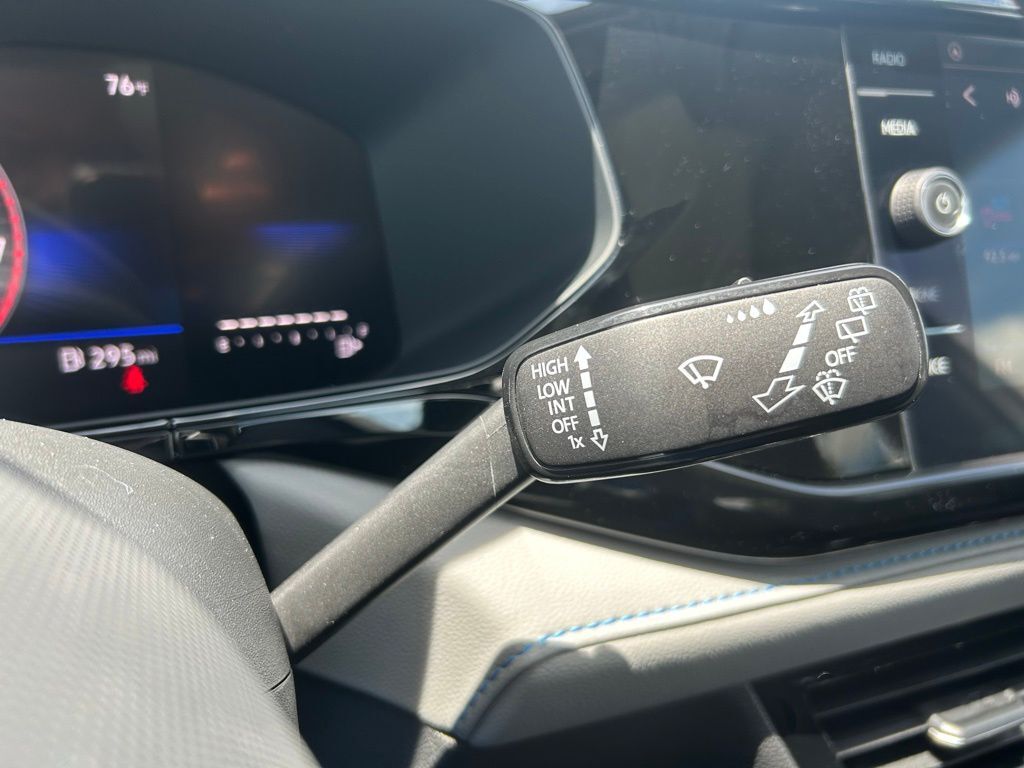 76°F
295 mi
HIGH
LOW
INT
OFF
1x
OFF
RADIO
MEDIA